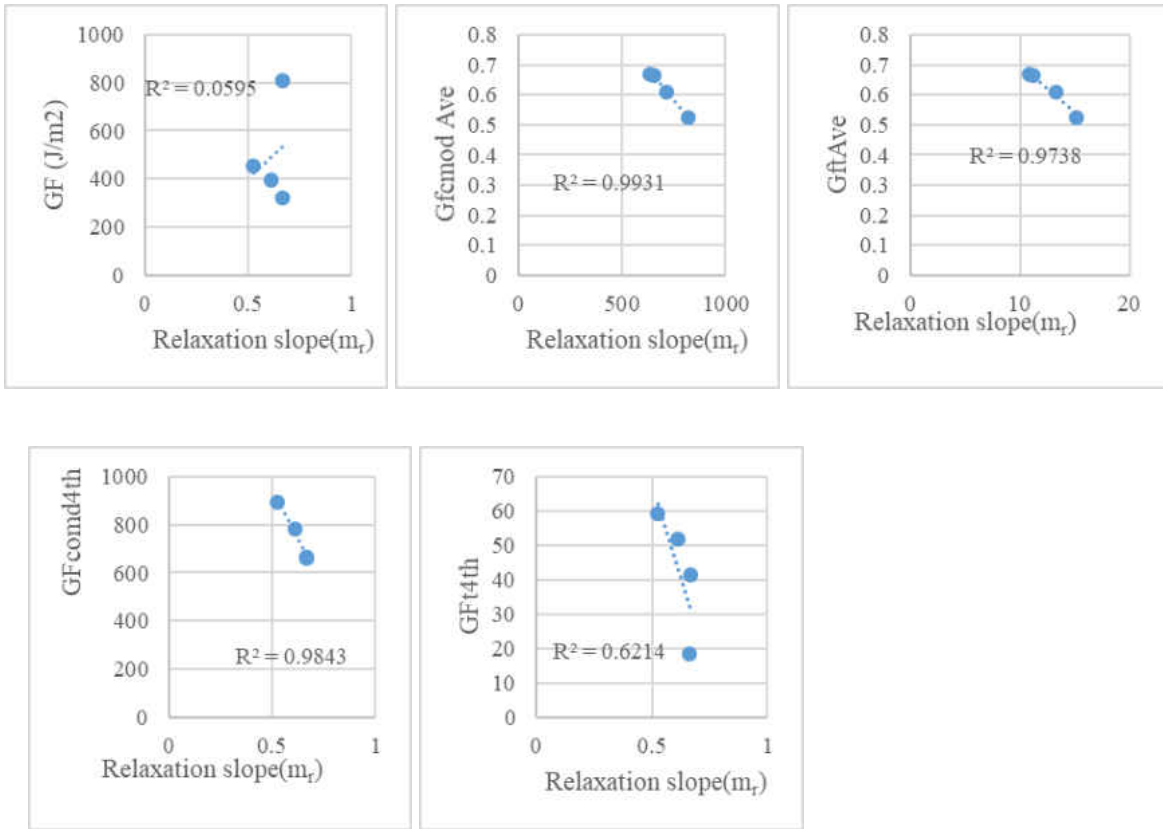 1000
800
600
400
200
0
GF (J/m2)
R² = 0.0595
0 0.5 1
Relaxation slope(mᵣ)
0.8
0.7
0.6
0.5
0.4
0.3
0.2
0.1
0
Gfcmod Ave
R² = 0.9931
0 500 1000
Relaxation slope(mᵣ)
0.8
0.7
0.6
0.5
0.4
0.3
0.2
0.1
0
GftAve
R² = 0.9738
0 10 20
Relaxation slope(mᵣ)
1000
800
600
400
200
0
GFcomd4th
R² = 0.9843
0 0.5 1
Relaxation slope(mᵣ)
70
60
50
40
30
20
10
0
GFt4th
R² = 0.6214
0 0.5 1
Relaxation slope(mᵣ)